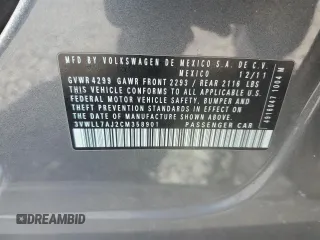 MFD BY VOLKSWAGEN DE MEXICO S.A. DE C.V.
MEXICO 12/11
GVWR 4299 GAWR FRONT 2293 / REAR 2116 LBS
THIS VEHICLE CONFORMS TO ALL APPLICABLE
FEDERAL MOTOR VEHICLE SAFETY, BUMPER AND
THEFT PREVENTION STANDARDS IN EFFECT
ON THE DATE OF MANUFACTURE SHOWN ABOVE.
3VWLL7AJ2CM358901 PASSENGER CAR
4916047 1004 M
DREAMBID